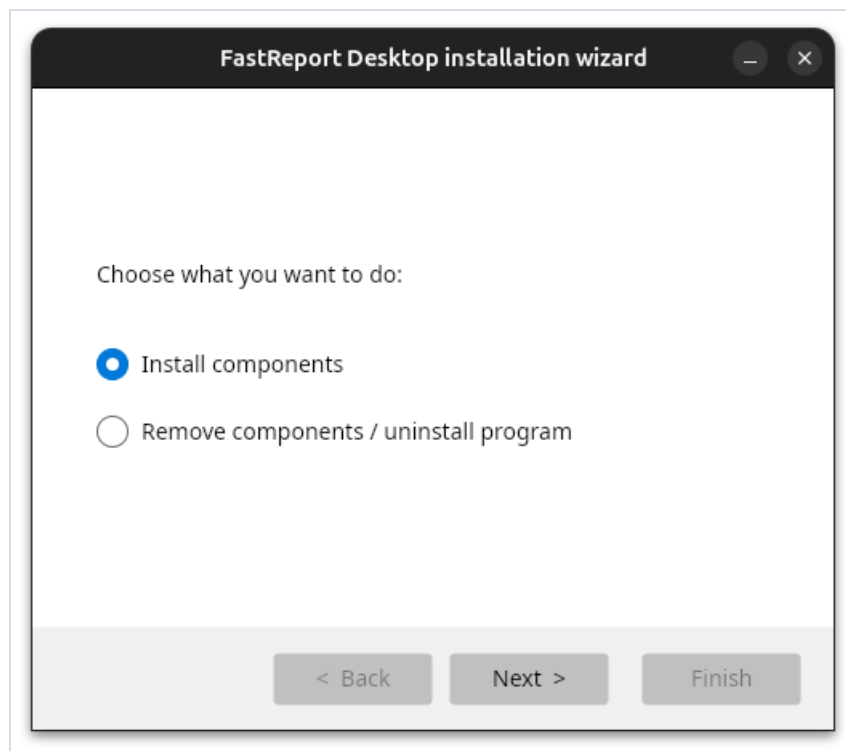 FastReport Desktop installation wizard
Choose what you want to do:
Install components
Remove components / uninstall program
< Back Next > Finish